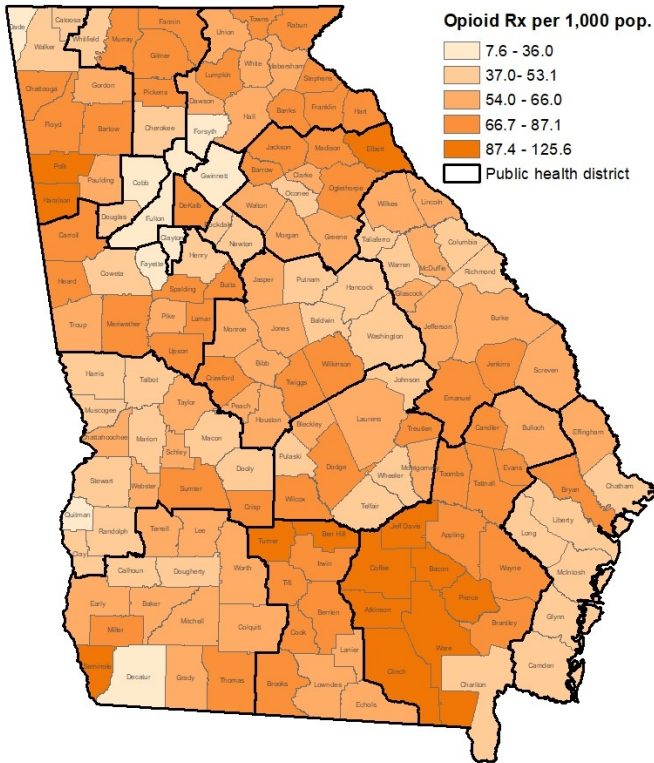 Opioid Rx per 1,000 pop.
7.6 - 36.0
37.0 - 53.1
54.0 - 66.0
66.7 - 87.1
87.4 - 125.6
Public health district
Dade
Catoosa
Fannin
Towns
Rabun
Walker
Whitfield
Murray
Union
Gilmer
White
Habersham
Lumpkin
Stephens
Chattooga
Gordon
Pickens
Dawson
Hall
Banks
Franklin
Hart
Floyd
Bartow
Cherokee
Forsyth
Jackson
Madison
Elbert
Polk
Paulding
Cobb
Gwinnett
Barrow
Clarke
Oglethorpe
Haralson
Oconee
Douglas
Fulton
DeKalb
Walton
Wilkes
Lincoln
Carroll
Clayton
Rockdale
Newton
Morgan
Greene
Taliaferro
Columbia
Fayette
Henry
Warren
McDuffie
Richmond
Heard
Coweta
Spalding
Butts
Jasper
Putnam
Hancock
Glascock
Troup
Meriwether
Pike
Lamar
Monroe
Jones
Baldwin
Jefferson
Burke
Washington
Upson
Bibb
Wilkinson
Jenkins
Screven
Harris
Talbot
Crawford
Twiggs
Johnson
Emanuel
Taylor
Peach
Houston
Muscogee
Laurens
Chattahoochee
Marion
Macon
Bleckley
Treutlen
Candler
Bulloch
Effingham
Schley
Dooly
Pulaski
Dodge
Montgomery
Evans
Stewart
Webster
Sumter
Wheeler
Toombs
Tattnall
Bryan
Chatham
Crisp
Wilcox
Telfair
Quitman
Randolph
Terrell
Lee
Turner
Ben Hill
Jeff Davis
Appling
Long
Liberty
Clay
Calhoun
Dougherty
Worth
Irwin
Coffee
Bacon
Wayne
McIntosh
Tift
Early
Baker
Berrien
Atkinson
Pierce
Miller
Mitchell
Colquitt
Cook
Brantley
Glynn
Ware
Lanier
Seminole
Decatur
Grady
Thomas
Brooks
Lowndes
Clinch
Charlton
Camden
Echols